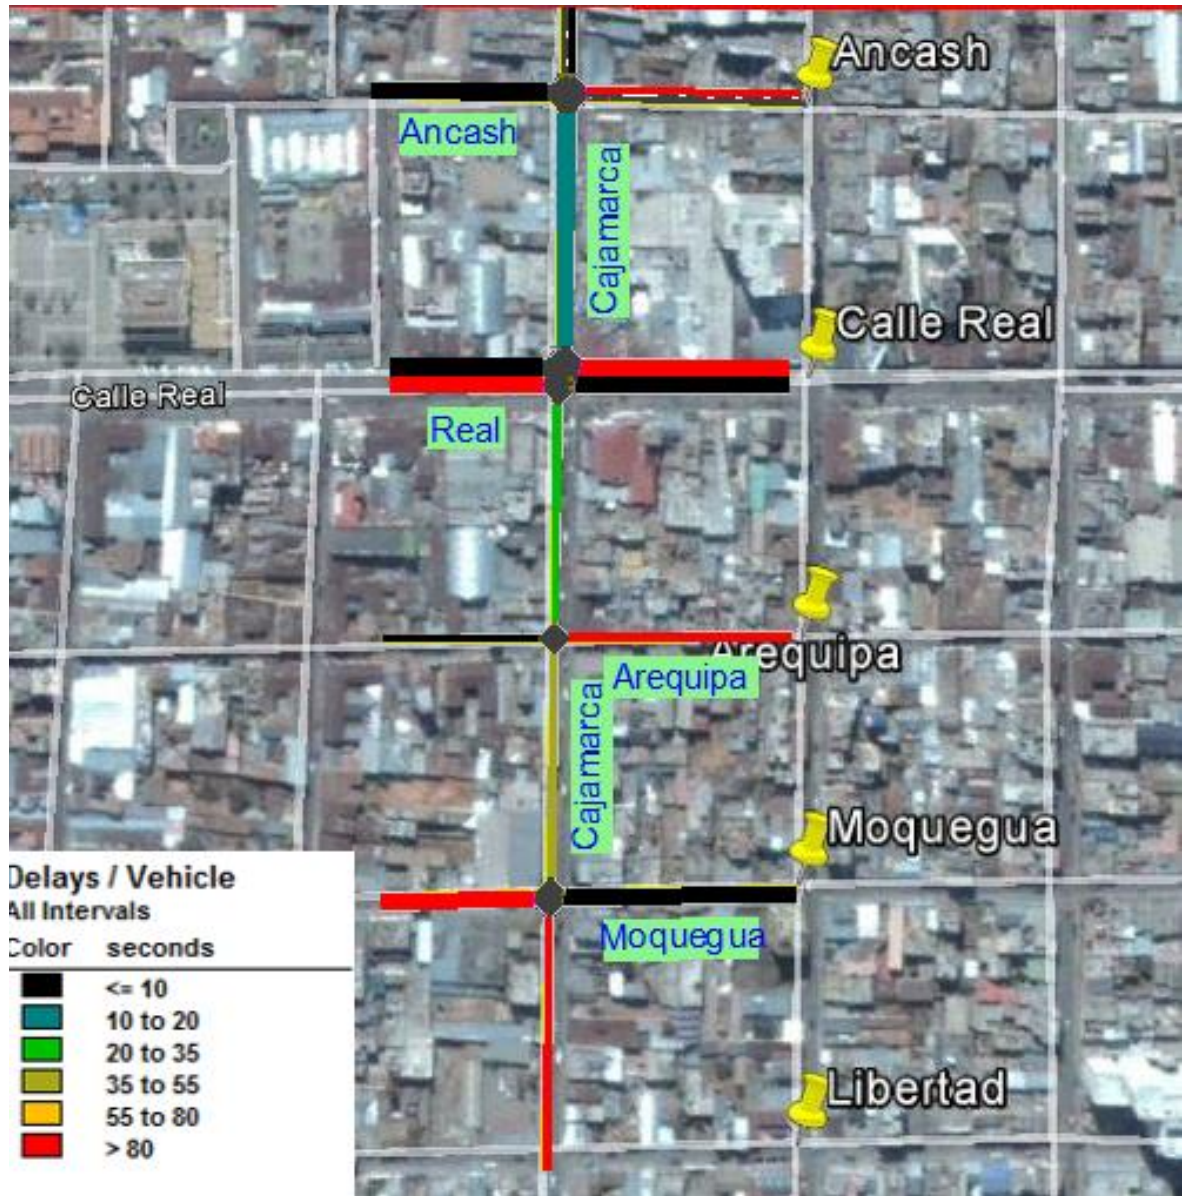 Ancash
Ancash
Cajamarca
Calle Real
Calle Real
Real
Arequipa
Arequipa
Cajamarca
Moquegua
Delays / Vehicle
All Intervals
Color seconds
<= 10
10 to 20
20 to 35
35 to 55
55 to 80
> 80
Moquegua
Libertad